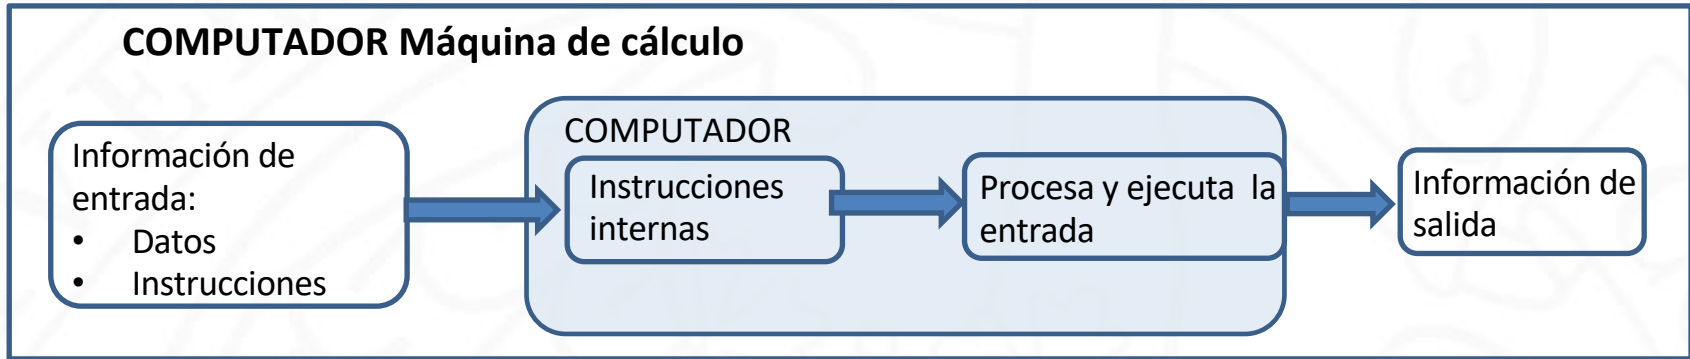 COMPUTADOR Máquina de cálculo
Información de
entrada:
• Datos
• Instrucciones
COMPUTADOR
Instrucciones
internas
Procesa y ejecuta la
entrada
Información de
salida